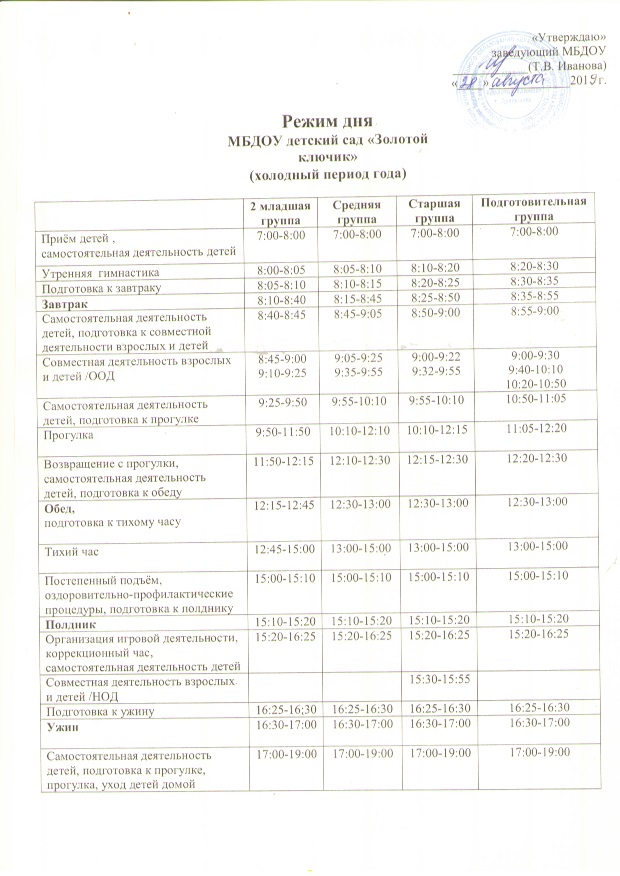 «Утверждаю»
заведующий МБДОУ
(Т.В. Иванова)
«28» августа 2019 г.
Режим дня
МБДОУ детский сад «Золотой
ключик»
(холодный период года)
2 младшая Средняя Старшая Подготовительная
группа группа группа группа
Приём детей , 7:00-8:00 7:00-8:00 7:00-8:00 7:00-8:00
самостоятельная деятельность детей
Утренняя гимнастика 8:00-8:05 8:05-8:10 8:10-8:20 8:20-8:30
Подготовка к завтраку 8:05-8:10 8:10-8:15 8:20-8:25 8:30-8:35
Завтрак 8:10-8:40 8:15-8:45 8:25-8:50 8:35-8:55
Самостоятельная деятельность 8:40-8:45 8:45-9:05 8:50-9:00 8:55-9:00
детей, подготовка к совместной
деятельности взрослых и детей
Совместная деятельность взрослых 8:45-9:00 9:05-9:25 9:00-9:22 9:00-9:30
и детей /ООД 9:10-9:25 9:35-9:55 9:32-9:55 9:40-10:10
10:20-10:50
Самостоятельная деятельность 9:25-9:50 9:55-10:10 9:55-10:10 10:50-11:05
детей, подготовка к прогулке
Прогулка 9:50-11:50 10:10-12:10 10:10-12:15 11:05-12:20
Возвращение с прогулки, 11:50-12:15 12:10-12:30 12:15-12:30 12:20-12:30
самостоятельная деятельность
детей, подготовка к обеду
Обед, 12:15-12:45 12:30-13:00 12:30-13:00 12:30-13:00
подготовка к тихому часу
Тихий час 12:45-15:00 13:00-15:00 13:00-15:00 13:00-15:00
Постепенный подъём, 15:00-15:10 15:00-15:10 15:00-15:10 15:00-15:10
оздоровительно-профилактические
процедуры, подготовка к полднику
Полдник 15:10-15:20 15:10-15:20 15:10-15:20 15:10-15:20
Организация игровой деятельности, 15:20-16:25 15:20-16:25 15:20-16:25 15:20-16:25
коррекционный час,
самостоятельная деятельность детей
Совместная деятельность взрослых 15:30-15:55
и детей /НОД
Подготовка к ужину 16:25-16;30 16:25-16:30 16:25-16:30 16:25-16:30
Ужин 16:30-17:00 16:30-17:00 16:30-17:00 16:30-17:00
Самостоятельная деятельность 17:00-19:00 17:00-19:00 17:00-19:00 17:00-19:00
детей, подготовка к прогулке,
прогулка, уход детей домой